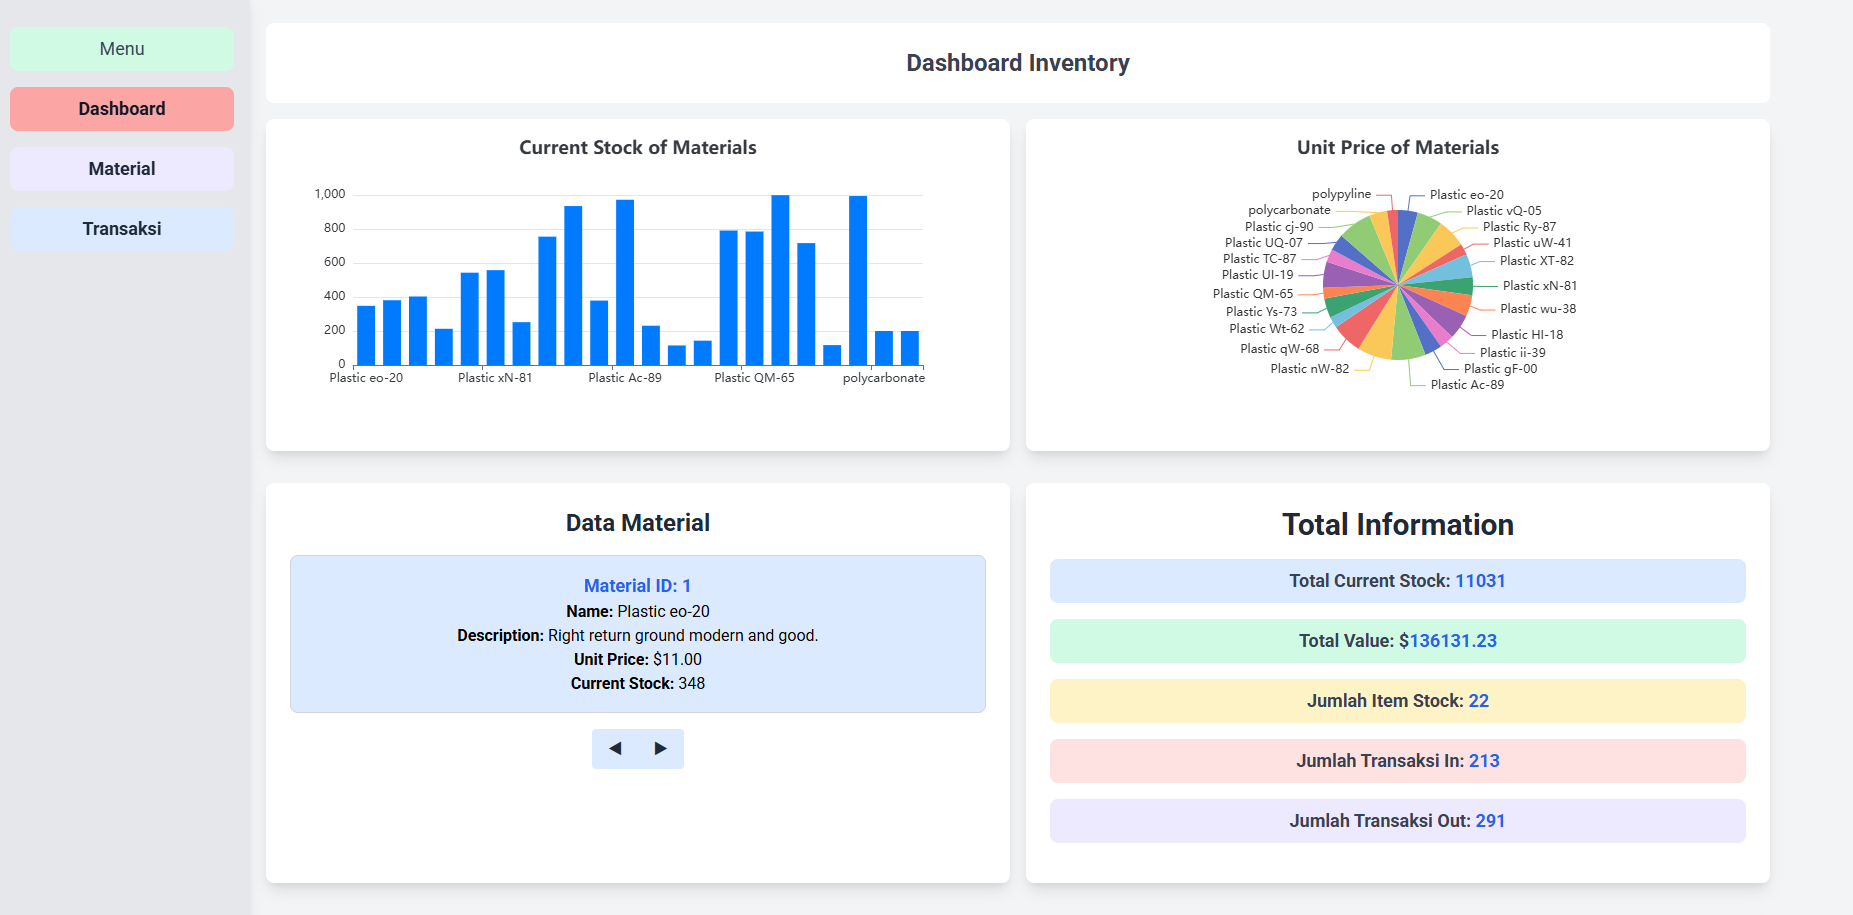 Menu
Dashboard
Material
Transaksi
Dashboard Inventory
Current Stock of Materials
1,000
800
600
400
200
0
Plastic eo-20
Plastic xN-81
Plastic Ac-89
Plastic QM-65
polycarbonate
Unit Price of Materials
polypyline
polycarbonate
Plastic cj-90
Plastic UQ-07
Plastic TC-87
Plastic UI-19
Plastic QM-65
Plastic Ys-73
Plastic Wt-62
Plastic qW-68
Plastic nW-82
Plastic eo-20
Plastic vQ-05
Plastic Ry-87
Plastic uW-41
Plastic XT-82
Plastic xN-81
Plastic wu-38
Plastic HI-18
Plastic ii-39
Plastic gF-00
Plastic Ac-89
Data Material
Material ID: 1
Name: Plastic eo-20
Description: Right return ground modern and good.
Unit Price: $11.00
Current Stock: 348
Total Information
Total Current Stock: 11031
Total Value: $136131.23
Jumlah Item Stock: 22
Jumlah Transaksi In: 213
Jumlah Transaksi Out: 291